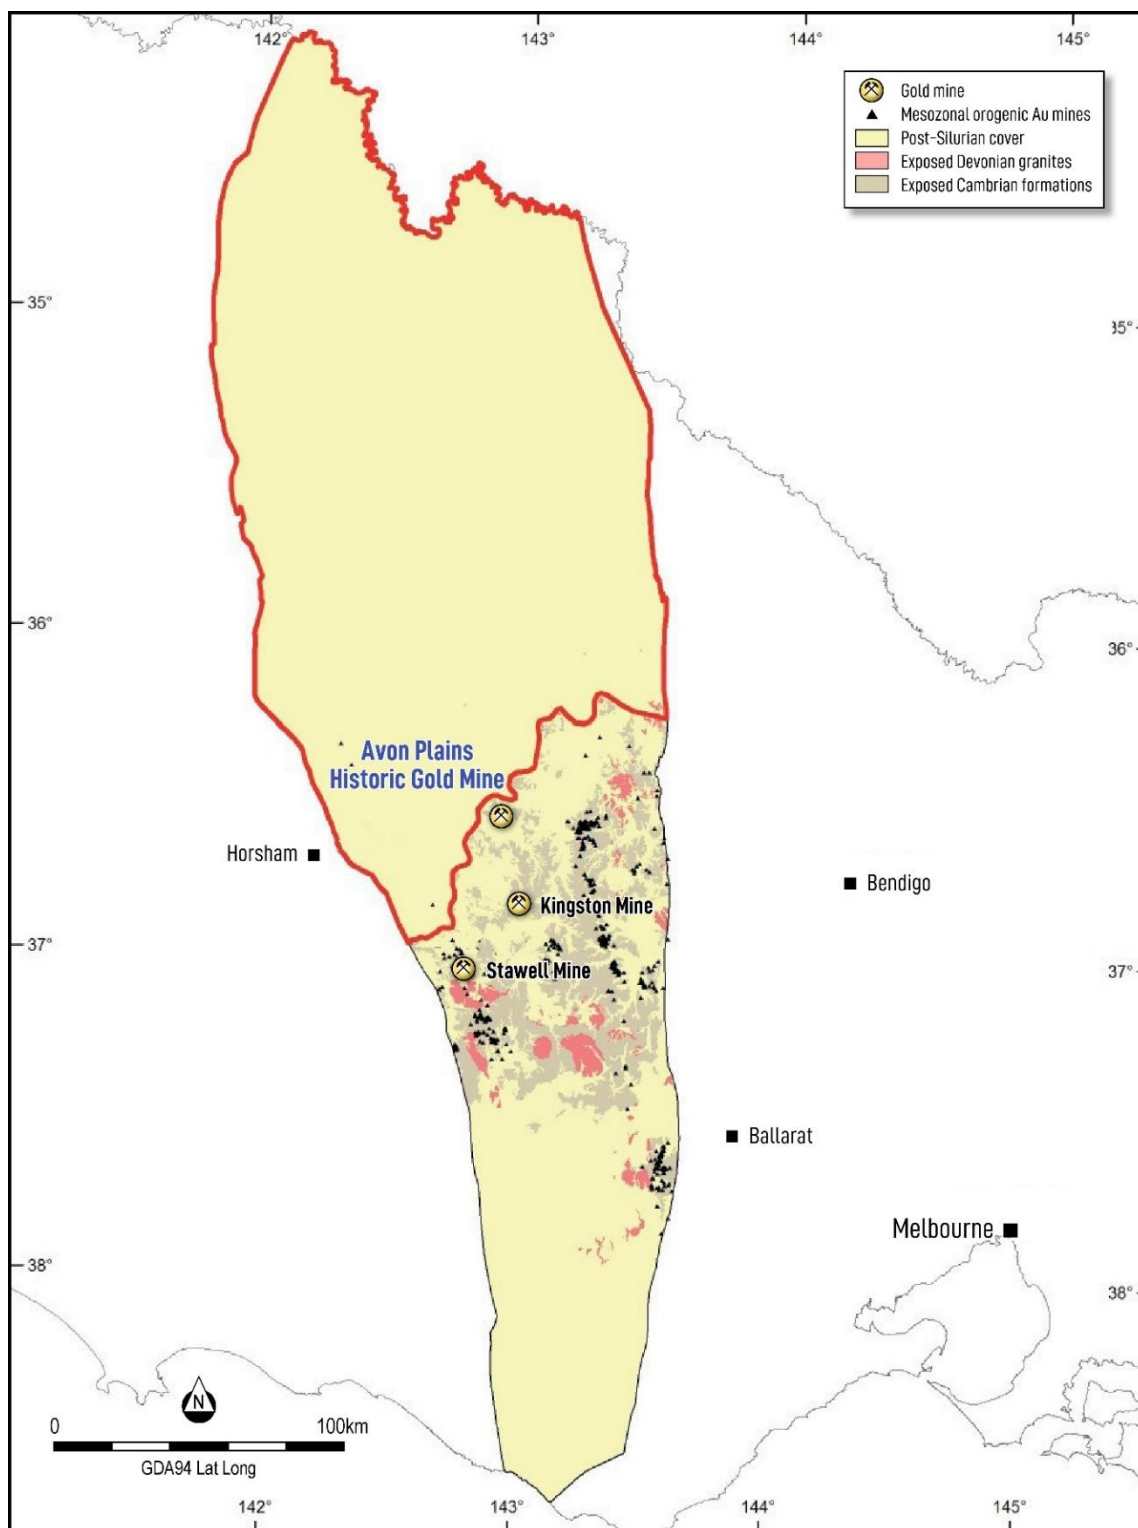 142°
143°
144°
145°
Gold mine
Mesozonal orogenic Au mines
Post-Silurian cover
Exposed Devonian granites
Exposed Cambrian formations
35°
35°
36°
36°
Avon Plains
Historic Gold Mine
Horsham
Bendigo
Kingston Mine
37°
37°
Stawell Mine
Ballarat
Melbourne
38°
38°
N
0
100km
GDA94 Lat Long
142°
143°
144°
145°